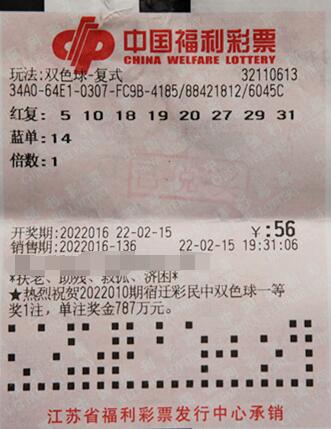 中国福利彩票
CHINA WELFARE LOTTERY
玩法:双色球-复式 32110613
34A0-64E1-0307-FC9B-4185/88421812/6045C
红复: 5 10 18 19 20 27 29 31
蓝单:14
倍数:1
开奖期:2022016 22-02-15 ¥:56
销售期:2022016-136 22-02-15 19:31:06
*扶老、助残、救孤、济困*
★热烈祝贺2022010期宿迁彩民中双色球一等
奖1注,单注奖金787万元。
江苏省福利彩票发行中心承销